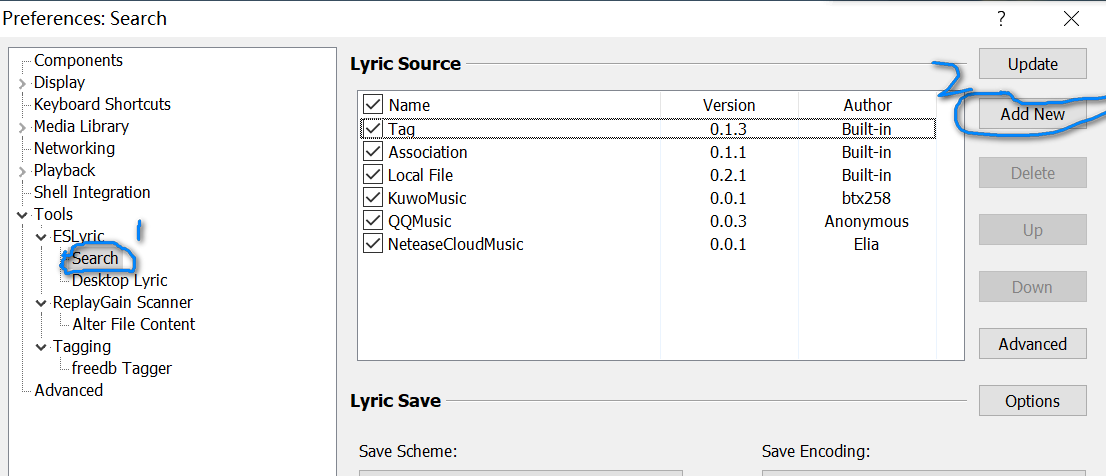 Preferences: Search
?
Components
Display
Keyboard Shortcuts
Media Library
Networking
Playback
Shell Integration
Tools
ESLyric
1
Search
Desktop Lyric
ReplayGain Scanner
Alter File Content
Tagging
freedb Tagger
Advanced
Lyric Source
Name Version Author
Tag 0.1.3 Built-in
Association 0.1.1 Built-in
Local File 0.2.1 Built-in
KuwoMusic 0.0.1 btx258
QQMusic 0.0.3 Anonymous
NeteaseCloudMusic 0.0.1 Elia
2
Update
Add New
Delete
Up
Down
Advanced
Options
Lyric Save
Save Scheme: Save Encoding: